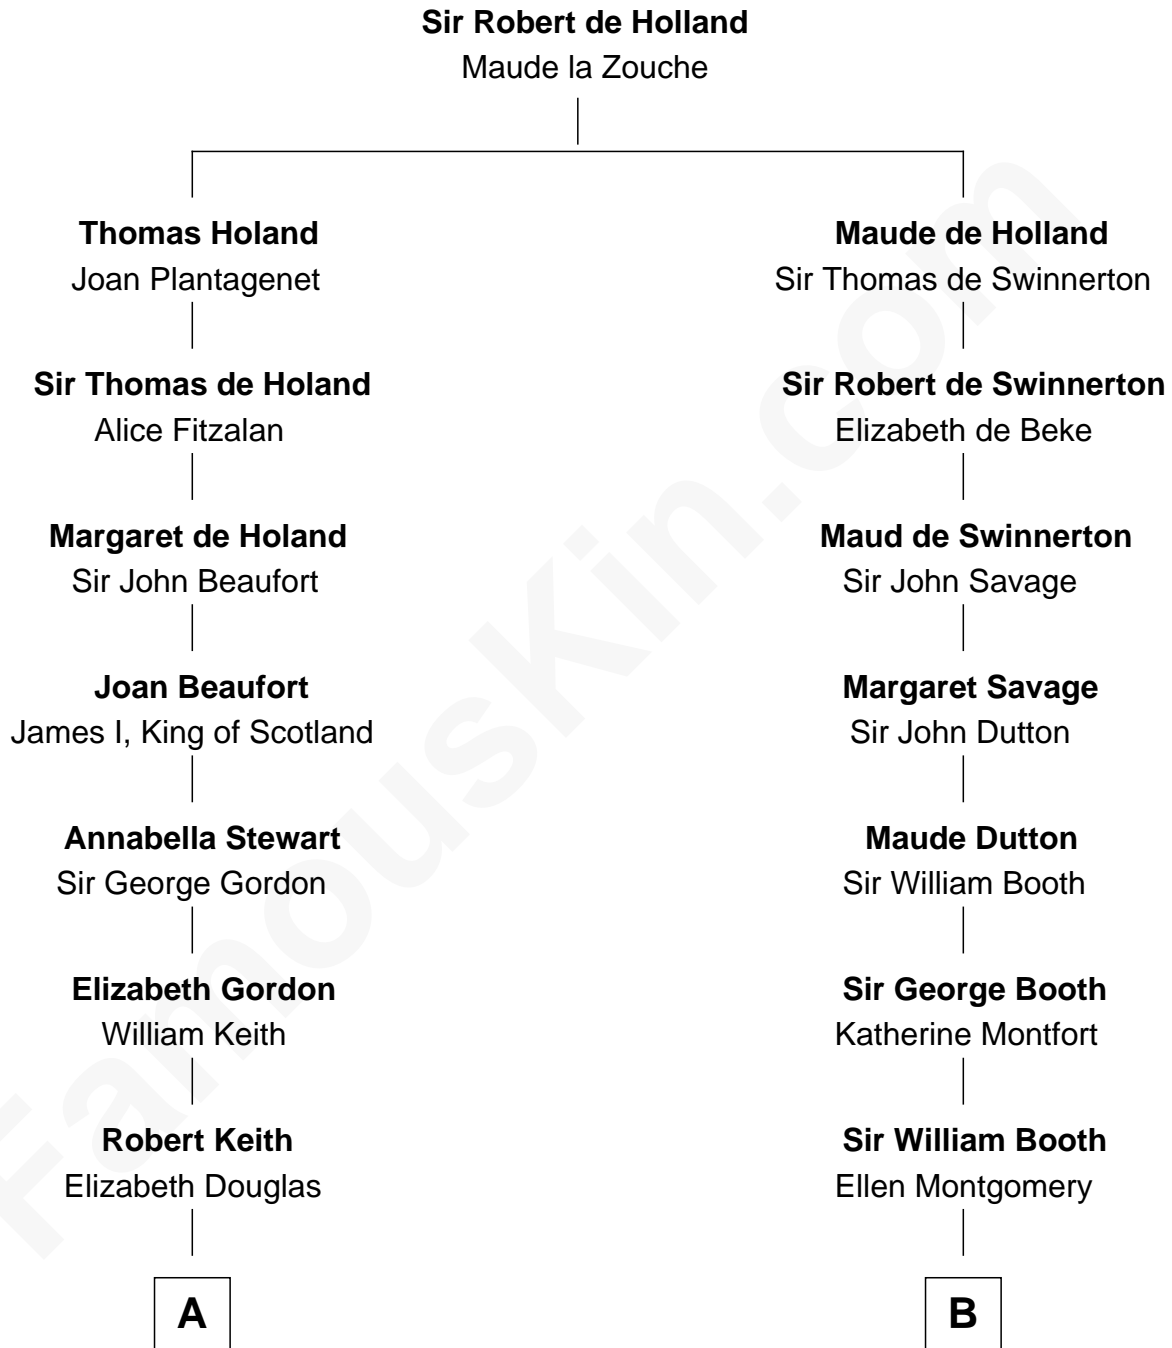 Sir Robert de Holland
Maude la Zouche
Thomas Holand
Joan Plantagenet
Sir Thomas de Holand
Alice Fitzalan
Margaret de Holand
Sir John Beaufort
Joan Beaufort
James I, King of Scotland
Annabella Stewart
Sir George Gordon
Elizabeth Gordon
William Keith
Robert Keith
Elizabeth Douglas
A
Maude de Holland
Sir Thomas de Swinnerton
Sir Robert de Swinnerton
Elizabeth de Beke
Maud de Swinnerton
Sir John Savage
Margaret Savage
Sir John Dutton
Maude Dutton
Sir William Booth
Sir George Booth
Katherine Montfort
Sir William Booth
Ellen Montgomery
B
FamousKin.com